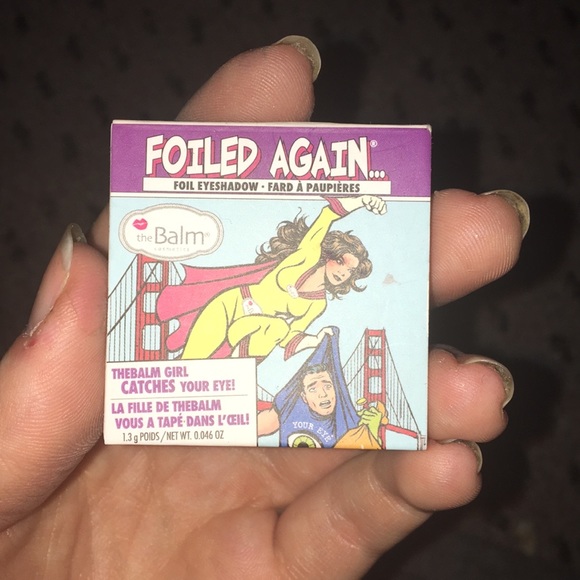 FOILED AGAIN...®
FOIL EYESHADOW · FARD À PAUPIÈRES
the Balm®
COSMETICS
THEBALM GIRL
CATCHES YOUR EYE!
LA FILLE DE THEBALM
VOUS A TAPÉ DANS L'ŒIL!
1.3 g POIDS / NET WT. 0.046 OZ
YOUR EYE